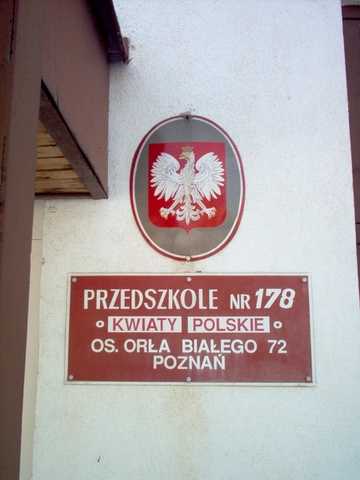 PRZEDSZKOLE NR 178
KWIATY POLSKIE
OS. ORŁA BIAŁEGO 72
POZNAŃ